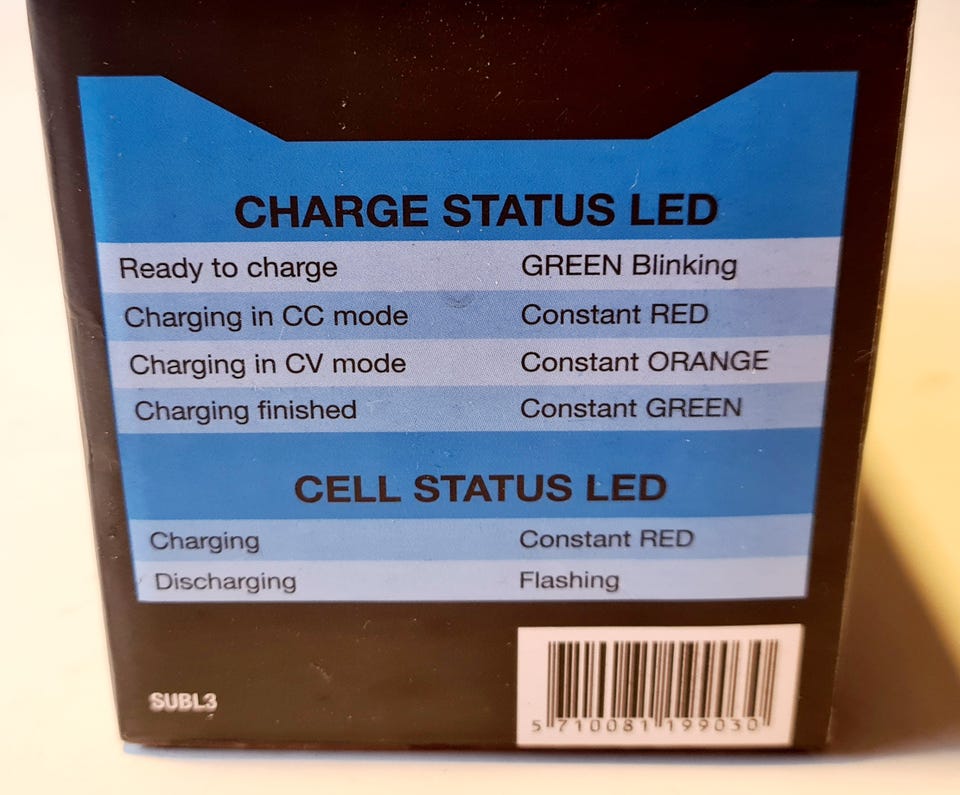 CHARGE STATUS LED
Ready to charge GREEN Blinking
Charging in CC mode Constant RED
Charging in CV mode Constant ORANGE
Charging finished Constant GREEN
CELL STATUS LED
Charging Constant RED
Discharging Flashing
SUBL3
5 710081 199030